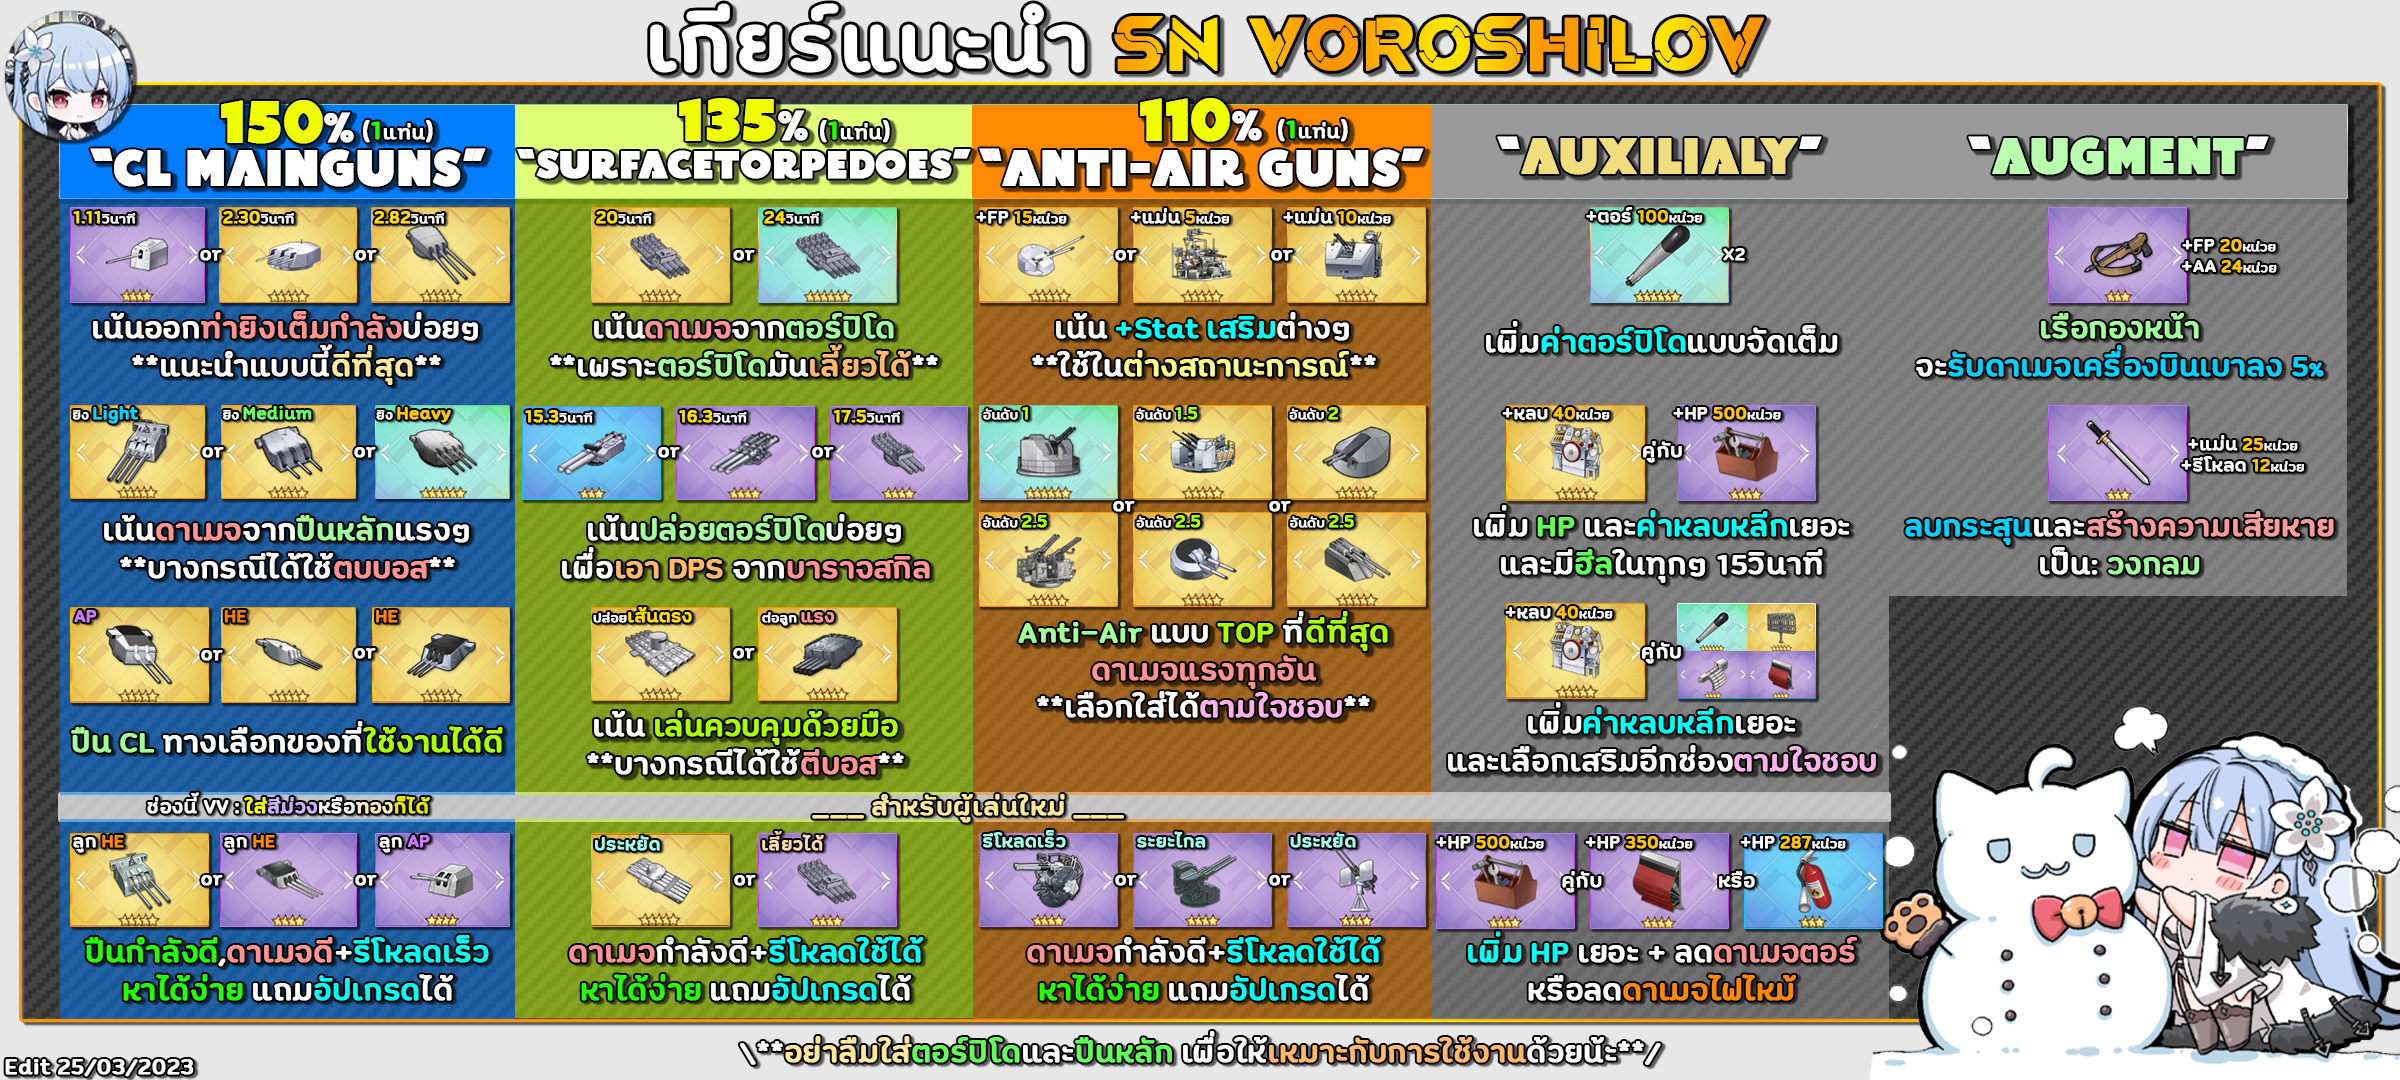 เกียร์แนะนำ SN VOROSHILOV
150% (1แท่น)
"CL MAINGUNS"
135% (1แท่น)
"SURFACETORPEDOES"
110% (1แท่น)
"ANTI-AIR GUNS"
"AUXILIALY"
"AUGMENT"
1.11วินาที or 2.30วินาที or 2.82วินาที
เน้นออกท่ายิงเต็มกำลังบ่อยๆ
**แนะนำแบบนี้ดีที่สุด**
ยิง Light or ยิง Medium or ยิง Heavy
เน้นดาเมจจากปืนหลักแรงๆ
**บางกรณีได้ใช้ตบบอส**
AP or HE or HE
ปืน CL ทางเลือกของที่ใช้งานได้ดี
20วินาที or 24วินาที
เน้นดาเมจจากตอร์ปิโด
**เพราะตอร์ปิโดมันเลี้ยวได้**
15.3วินาที or 16.3วินาที or 17.5วินาที
เน้นปล่อยตอร์ปิโดบ่อยๆ
เพื่อเอา DPS จากบาราจสกิล
ปล่อยเส้นตรง or ต่อลูกแรง
เน้น เล่นควบคุมด้วยมือ
**บางกรณีได้ใช้ตีบอส**
+FP 15หน่วย or +แม่น 5หน่วย or +แม่น 10หน่วย
เน้น +Stat เสริมต่างๆ
**ใช้ในต่างสถานะการณ์**
อันดับ 1 อันดับ 1.5 อันดับ 2
or or
อันดับ 2.5 อันดับ 2.5 อันดับ 2.5
Anti-Air แบบ TOP ที่ดีที่สุด
ดาเมจแรงทุกอัน
**เลือกใส่ได้ตามใจชอบ**
+ตอร์ 100หน่วย
X2
เพิ่มค่าตอร์ปิโดแบบจัดเต็ม
+หลบ 40หน่วย คู่กับ +HP 500หน่วย
เพิ่ม HP และค่าหลบหลีกเยอะ
และมีฮีลในทุกๆ 15วินาที
+หลบ 40หน่วย คู่กับ
เพิ่มค่าหลบหลีกเยอะ
และเลือกเสริมอีกช่องตามใจชอบ
+FP 20หน่วย
+AA 24หน่วย
เรือกองหน้า
จะรับดาเมจเครื่องบินเบาลง 5%
+แม่น 25หน่วย
+รีโหลด 12หน่วย
ลบกระสุนและสร้างความเสียหาย
เป็น: วงกลม
ช่องนี้ VV : ใส่สีม่วงหรือทองก็ได้
___ สำหรับผู้เล่นใหม่ ___
ลูก HE or ลูก HE or ลูก AP
ปืนกำลังดี,ดาเมจดี+รีโหลดเร็ว
หาได้ง่าย แถมอัปเกรดได้
ประหยัด or เลี้ยวได้
ดาเมจกำลังดี+รีโหลดใช้ได้
หาได้ง่าย แถมอัปเกรดได้
รีโหลดเร็ว or ระยะไกล or ประหยัด
ดาเมจกำลังดี+รีโหลดใช้ได้
หาได้ง่าย แถมอัปเกรดได้
+HP 500หน่วย คู่กับ +HP 350หน่วย หรือ +HP 287หน่วย
เพิ่ม HP เยอะ + ลดดาเมจตอร์
หรือลดดาเมจไฟไหม้
\**อย่าลืมใส่ตอร์ปิโดและปืนหลัก เพื่อให้เหมาะกับการใช้งานด้วยน้ะ**/
Edit 25/03/2023